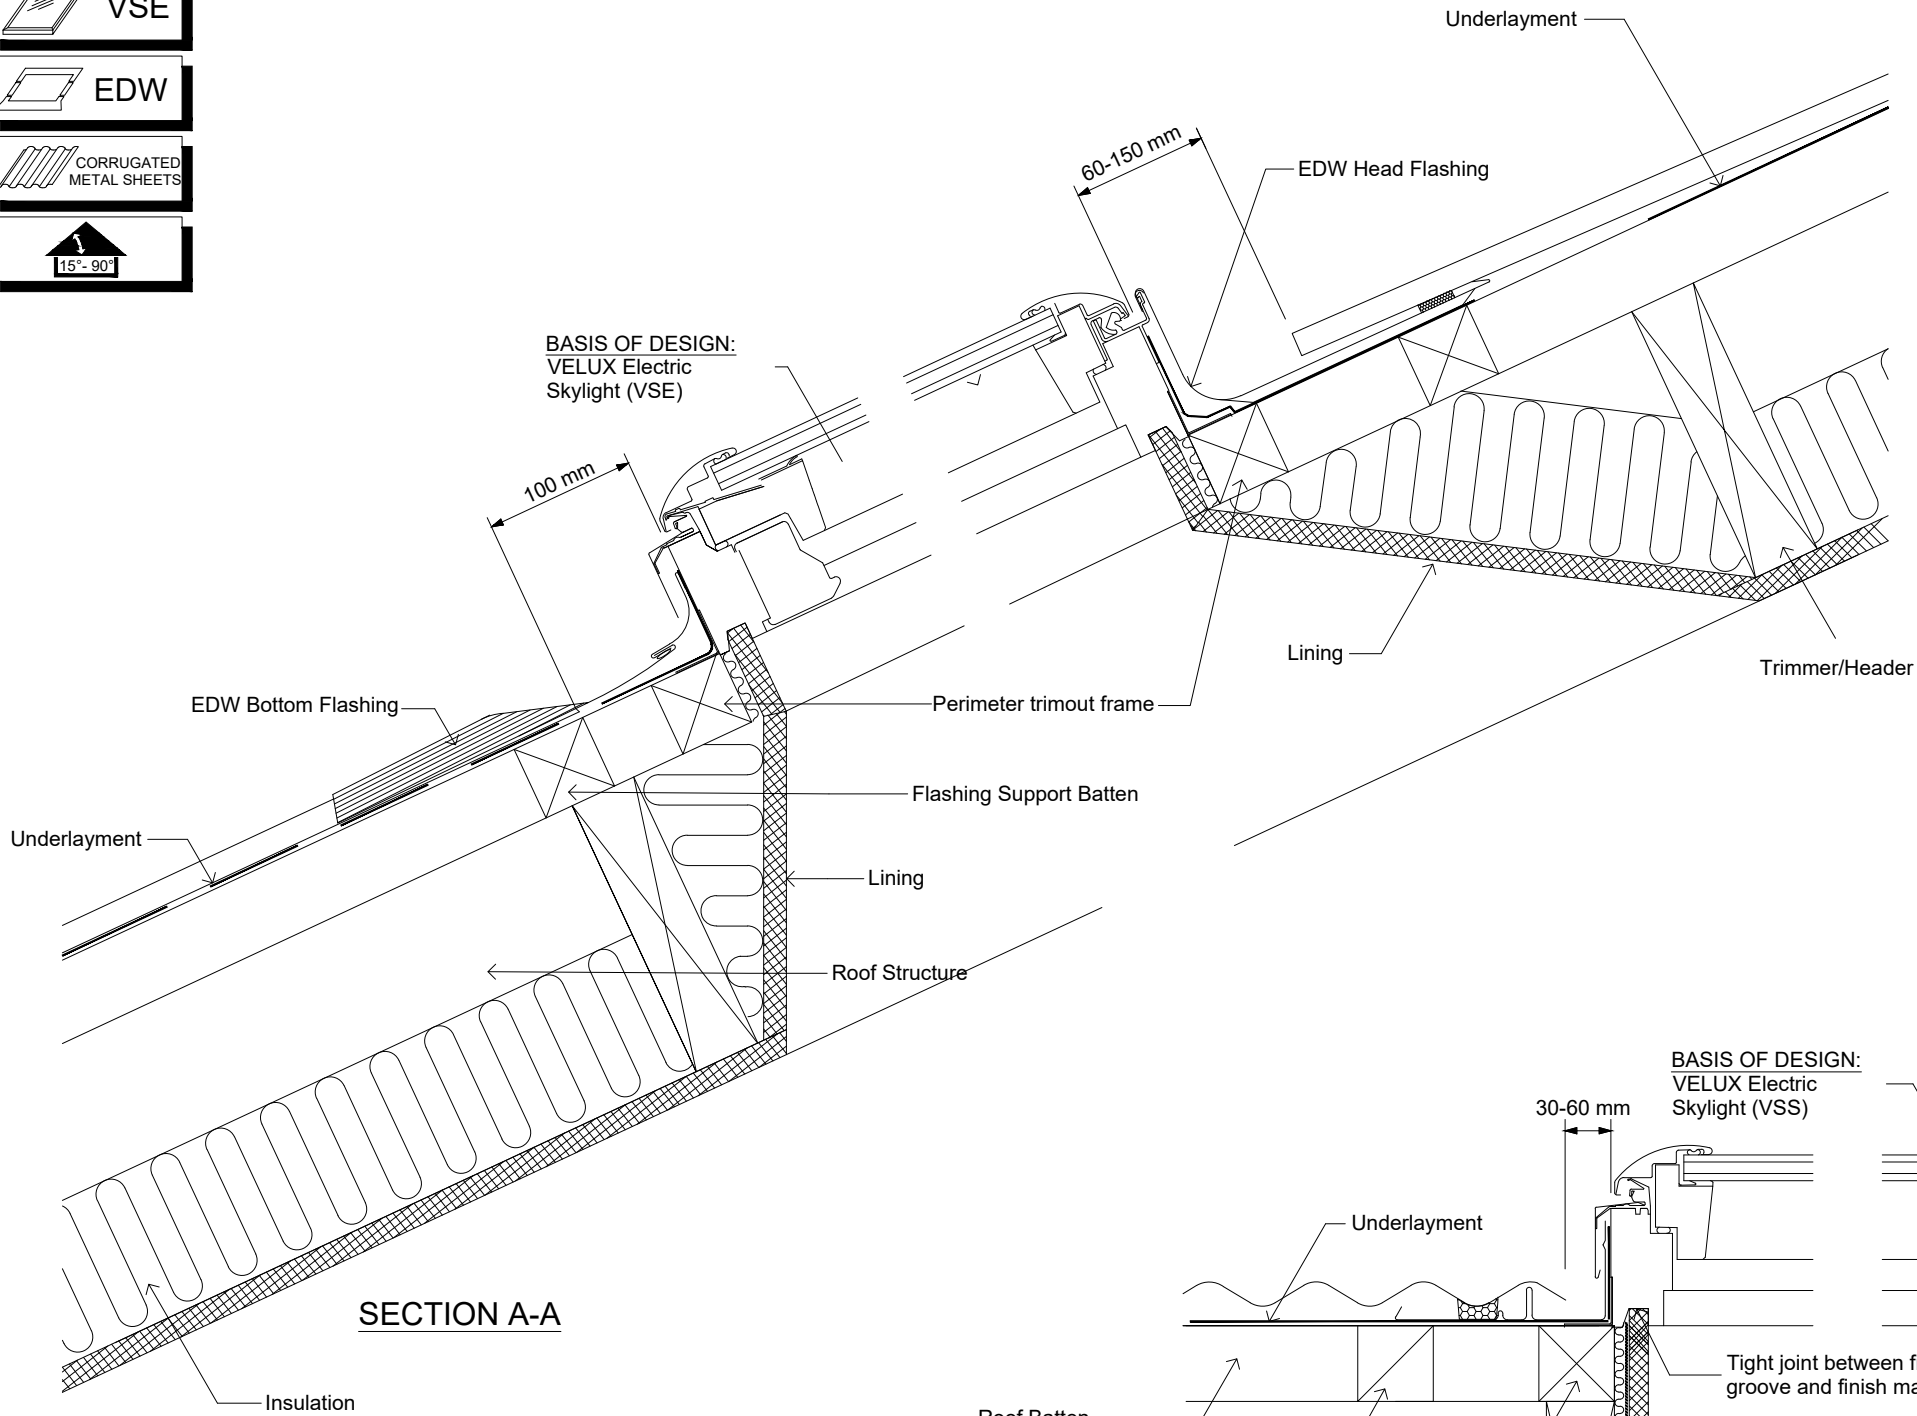 VSE
EDW
CORRUGATED
METAL SHEETS
15°- 90°
Underlayment
60-150 mm
EDW Head Flashing
BASIS OF DESIGN:
VELUX Electric
Skylight (VSE)
100 mm
Lining
Trimmer/Header
EDW Bottom Flashing
Perimeter trimout frame
Flashing Support Batten
Underlayment
Lining
Roof Structure
BASIS OF DESIGN:
VELUX Electric
Skylight (VSS)
30-60 mm
Underlayment
SECTION A-A
Tight joint between f
groove and finish ma
Insulation
Roof Batten